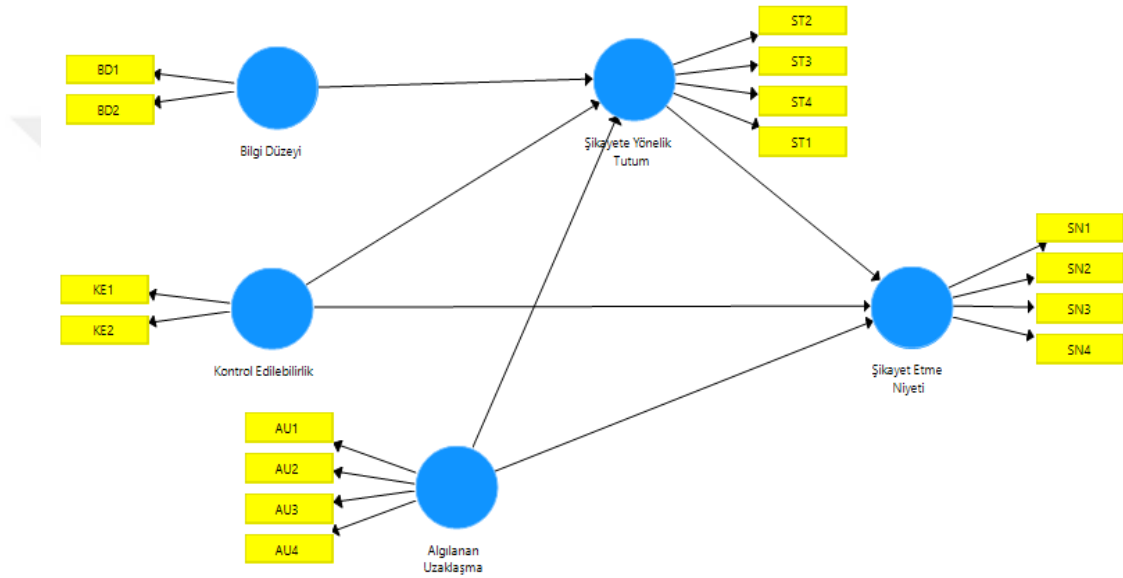 BD1
BD2
Bilgi Düzeyi
ST2
ST3
ST4
ST1
Şikayete Yönelik
Tutum
KE1
KE2
Kontrol Edilebilirlik
SN1
SN2
SN3
SN4
Şikayet Etme
Niyeti
AU1
AU2
AU3
AU4
Algılanan
Uzaklaşma